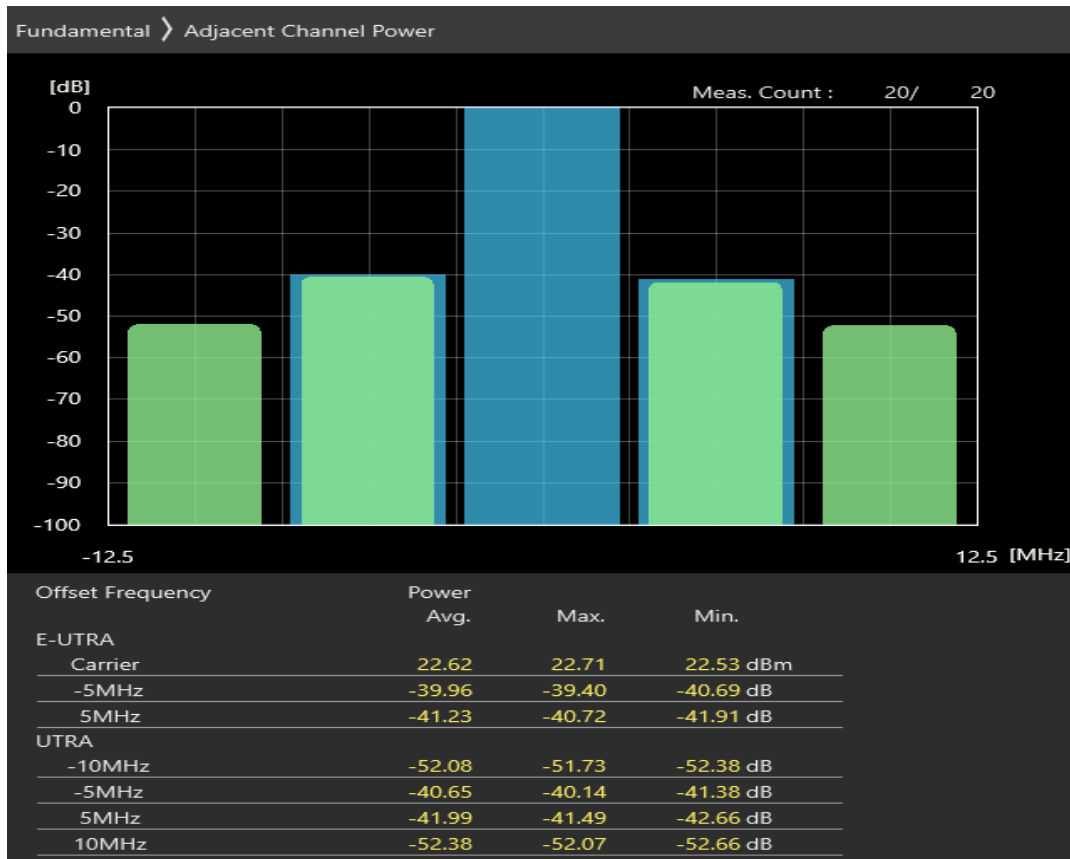 Fundamental ❯ Adjacent Channel Power
[dB]
Meas. Count : 20/ 20
0
-10
-20
-30
-40
-50
-60
-70
-80
-90
-100
-12.5 12.5 [MHz]
Offset Frequency Power
Avg. Max. Min.
E-UTRA
Carrier 22.62 22.71 22.53 dBm
-5MHz -39.96 -39.40 -40.69 dB
5MHz -41.23 -40.72 -41.91 dB
UTRA
-10MHz -52.08 -51.73 -52.38 dB
-5MHz -40.65 -40.14 -41.38 dB
5MHz -41.99 -41.49 -42.66 dB
10MHz -52.38 -52.07 -52.66 dB